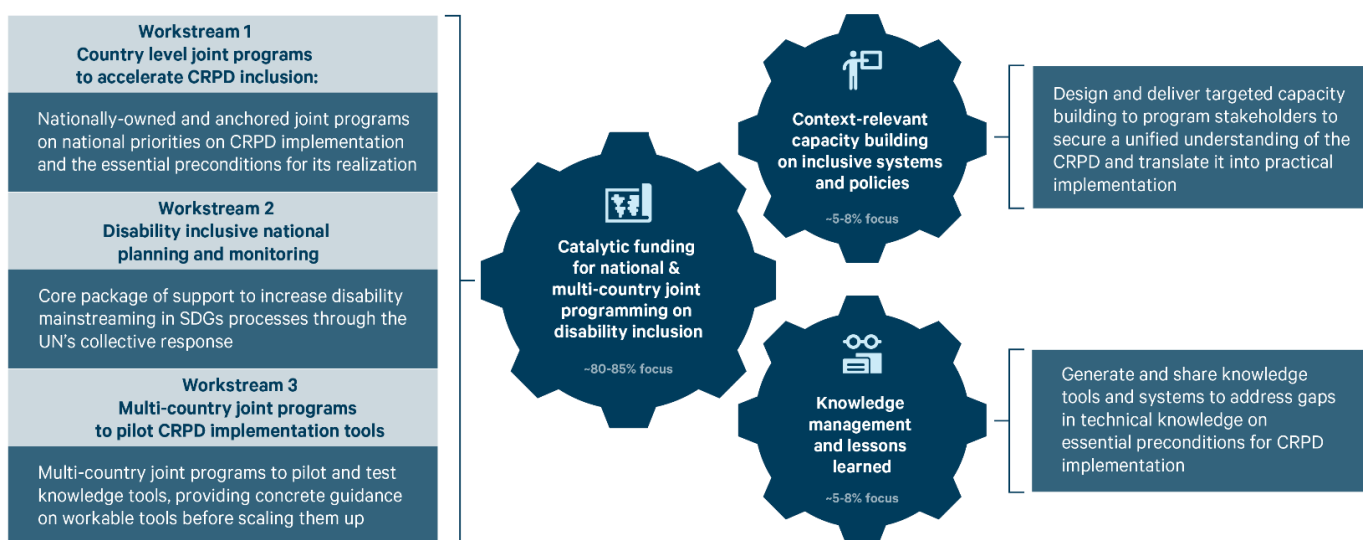 Workstream 1
Country level joint programs
to accelerate CRPD inclusion:
Nationally-owned and anchored joint programs
on national priorities on CRPD implementation
and the essential preconditions for its realization
Workstream 2
Disability inclusive national
planning and monitoring
Core package of support to increase disability
mainstreaming in SDGs processes through the
UN's collective response
Workstream 3
Multi-country joint programs
to pilot CRPD implementation tools
Multi-country joint programs to pilot and test
knowledge tools, providing concrete guidance
on workable tools before scaling them up
Catalytic funding
for national &
multi-country joint
programming on
disability inclusion
~80-85% focus
Context-relevant
capacity building
on inclusive systems
and policies
~5-8% focus
Design and deliver targeted capacity
building to program stakeholders to
secure a unified understanding of the
CRPD and translate it into practical
implementation
Knowledge
management
and lessons
learned
~5-8% focus
Generate and share knowledge
tools and systems to address gaps
in technical knowledge on
essential preconditions for CRPD
implementation